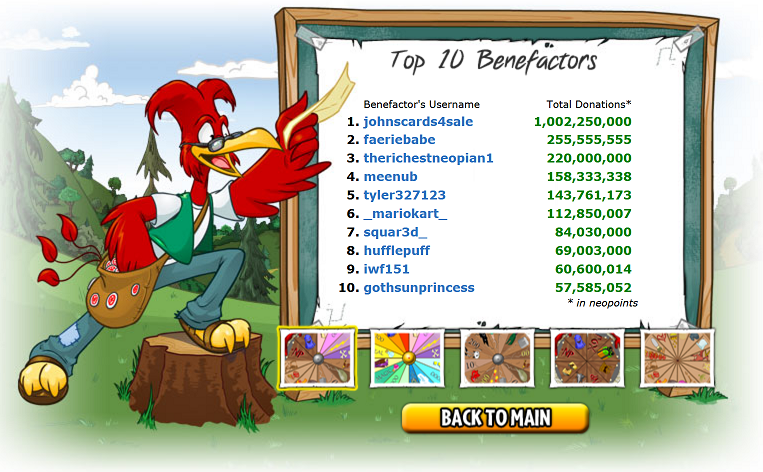 Top 10 Benefactors
Benefactor's Username Total Donations*
1. johnscards4sale 1,002,250,000
2. faeriebabe 255,555,555
3. therichestneopian1 220,000,000
4. meenub 158,333,338
5. tyler327123 143,761,173
6. _mariokart_ 112,850,007
7. squar3d_ 84,030,000
8. hufflepuff 69,003,000
9. iwf151 60,600,014
10. gothsunprincess 57,585,052
* in neopoints
BACK TO MAIN